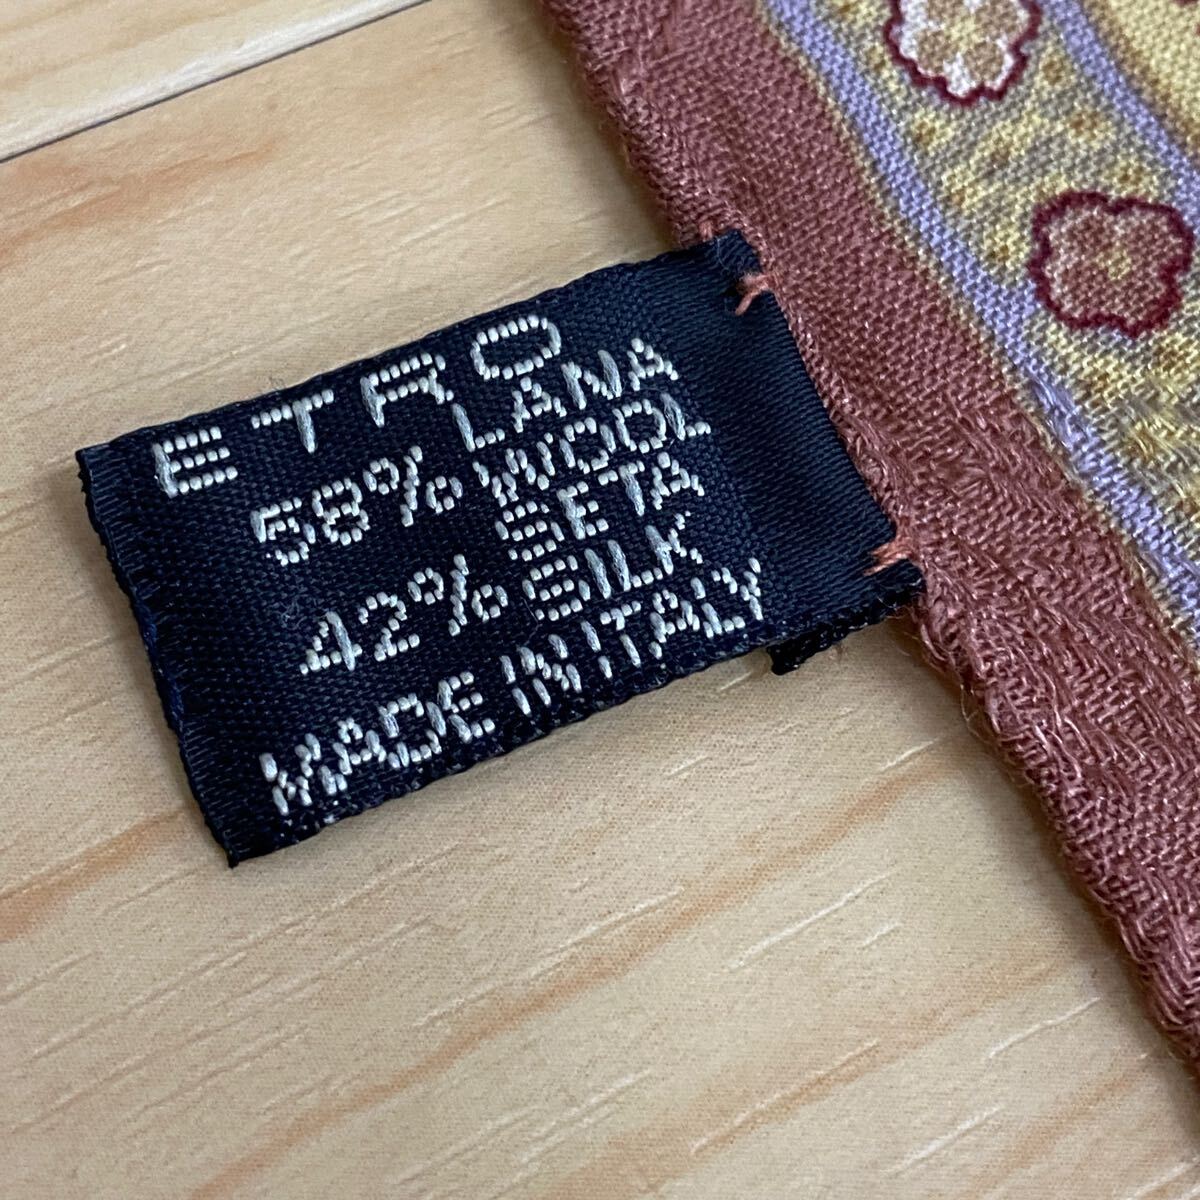 ETRO
58% LANA
WOOL
42% SETA
SILK
MADE IN ITALY